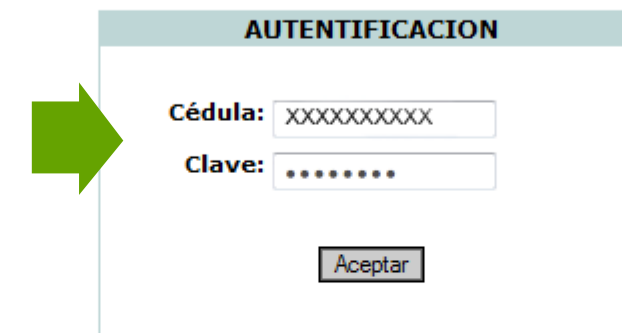 AUTENTIFICACION
Cédula: XXXXXXXXXX
Clave: ••••••••
Aceptar